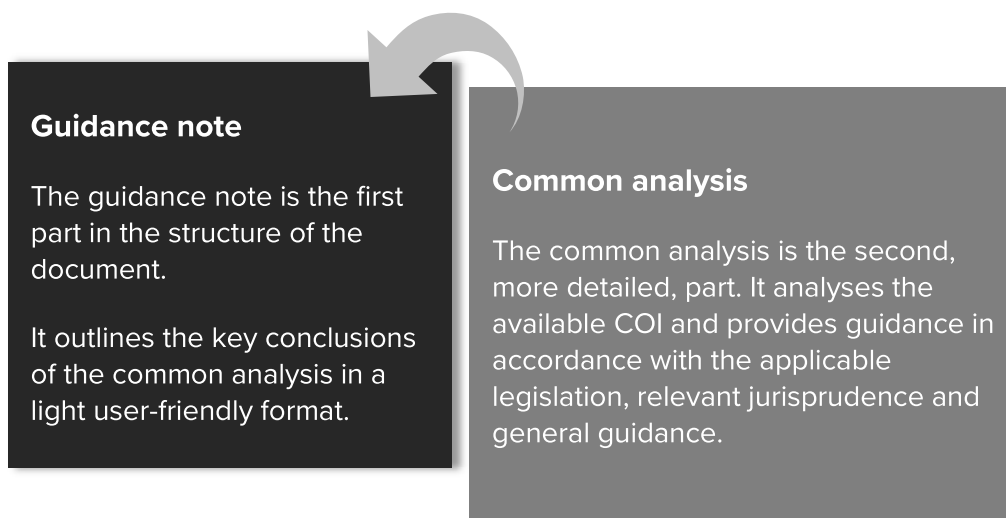 Guidance note
The guidance note is the first
part in the structure of the
document.
It outlines the key conclusions
of the common analysis in a
light user-friendly format.
Common analysis
The common analysis is the second,
more detailed, part. It analyses the
available COI and provides guidance in
accordance with the applicable
legislation, relevant jurisprudence and
general guidance.